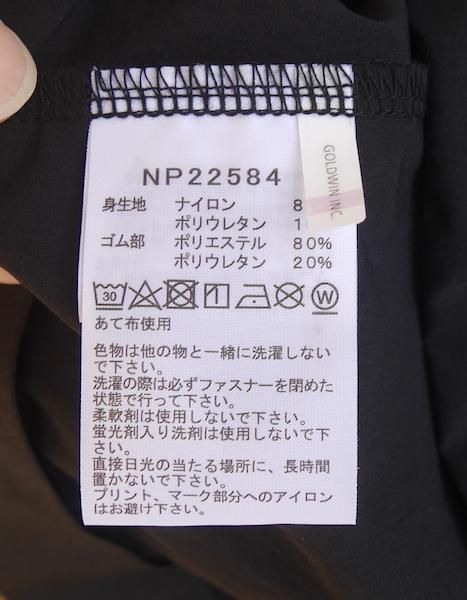 NP22584
GOLDWIN INC.
身生地 ナイロン 8
ポリウレタン 1
ゴム部 ポリエステル 80%
ポリウレタン 20%
30 W
あて布使用
色物は他の物と一緒に洗濯しない
で下さい。
洗濯の際は必ずファスナーを閉めた
状態で行って下さい。
柔軟剤は使用しないで下さい。
蛍光剤入り洗剤は使用しないで下
さい。
直接日光の当たる場所に、長時間
置かないで下さい。
プリント、マーク部分へのアイロン
はお避け下さい。